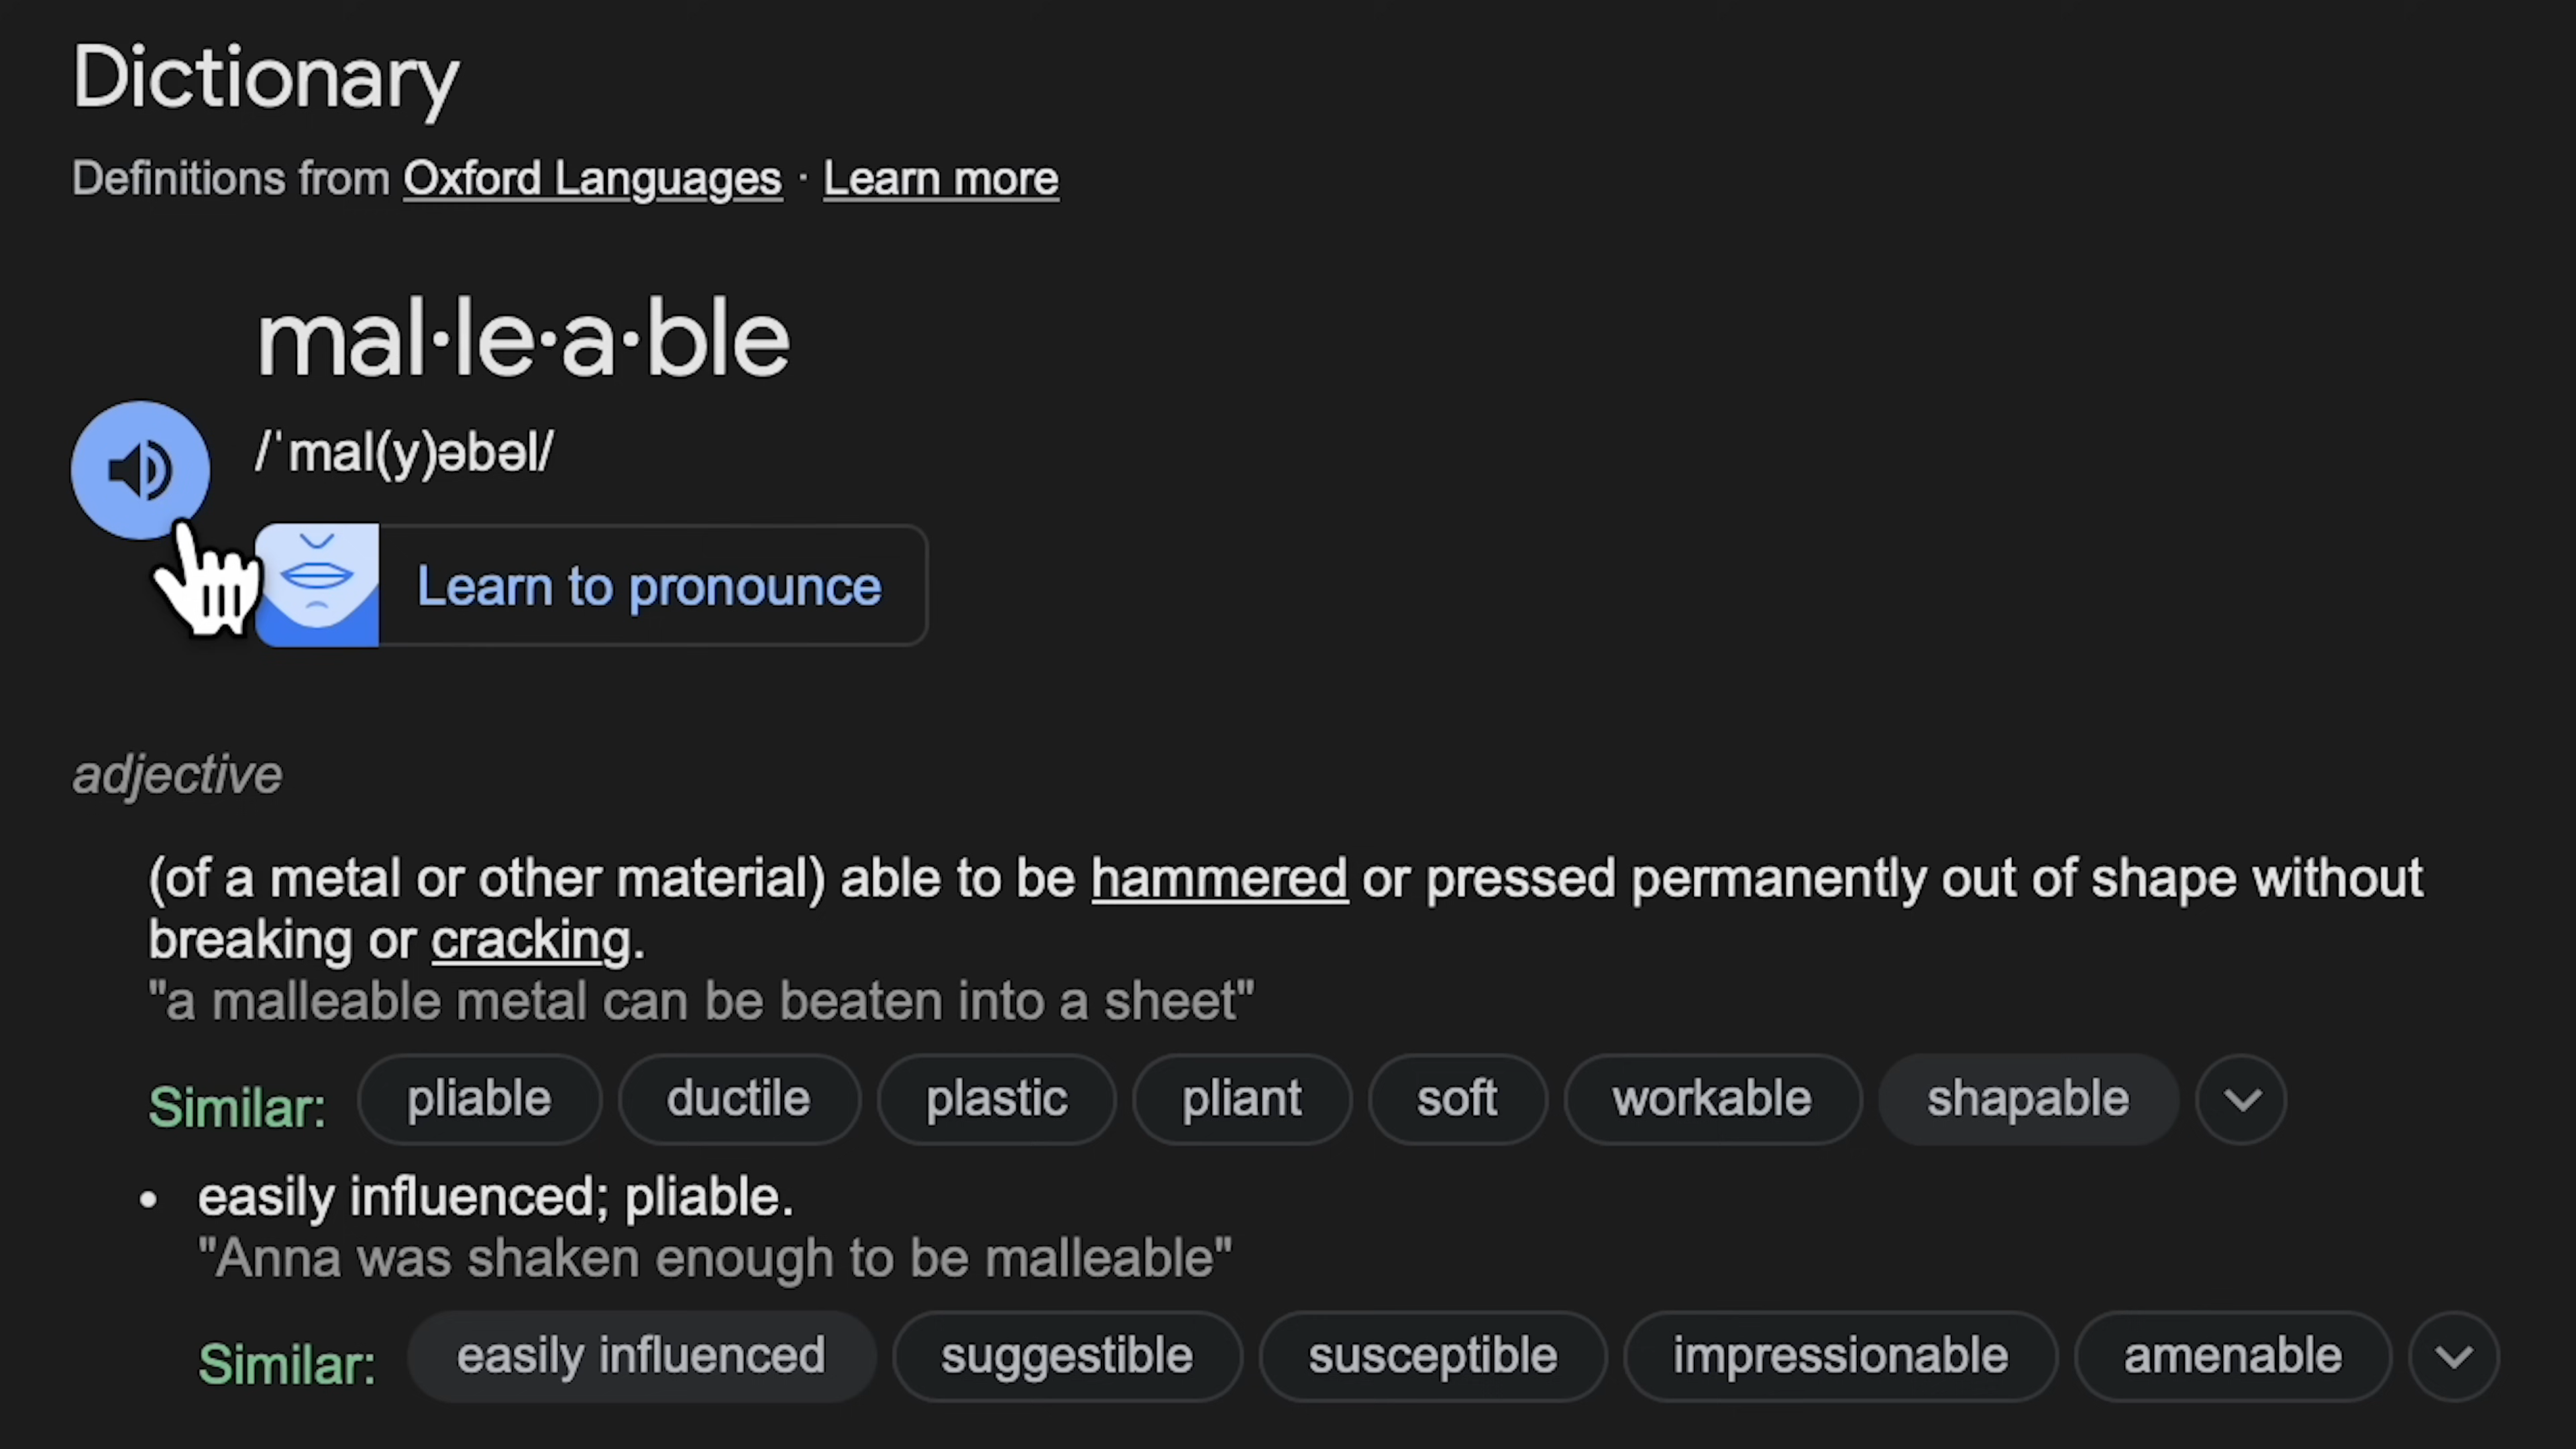 Dictionary
Definitions from Oxford Languages · Learn more
mal·le·a·ble
/ˈmal(y)əbəl/
Learn to pronounce
adjective
(of a metal or other material) able to be hammered or pressed permanently out of shape without
breaking or cracking.
"a malleable metal can be beaten into a sheet"
Similar: pliable ductile plastic pliant soft workable shapable
• easily influenced; pliable.
"Anna was shaken enough to be malleable"
Similar: easily influenced suggestible susceptible impressionable amenable